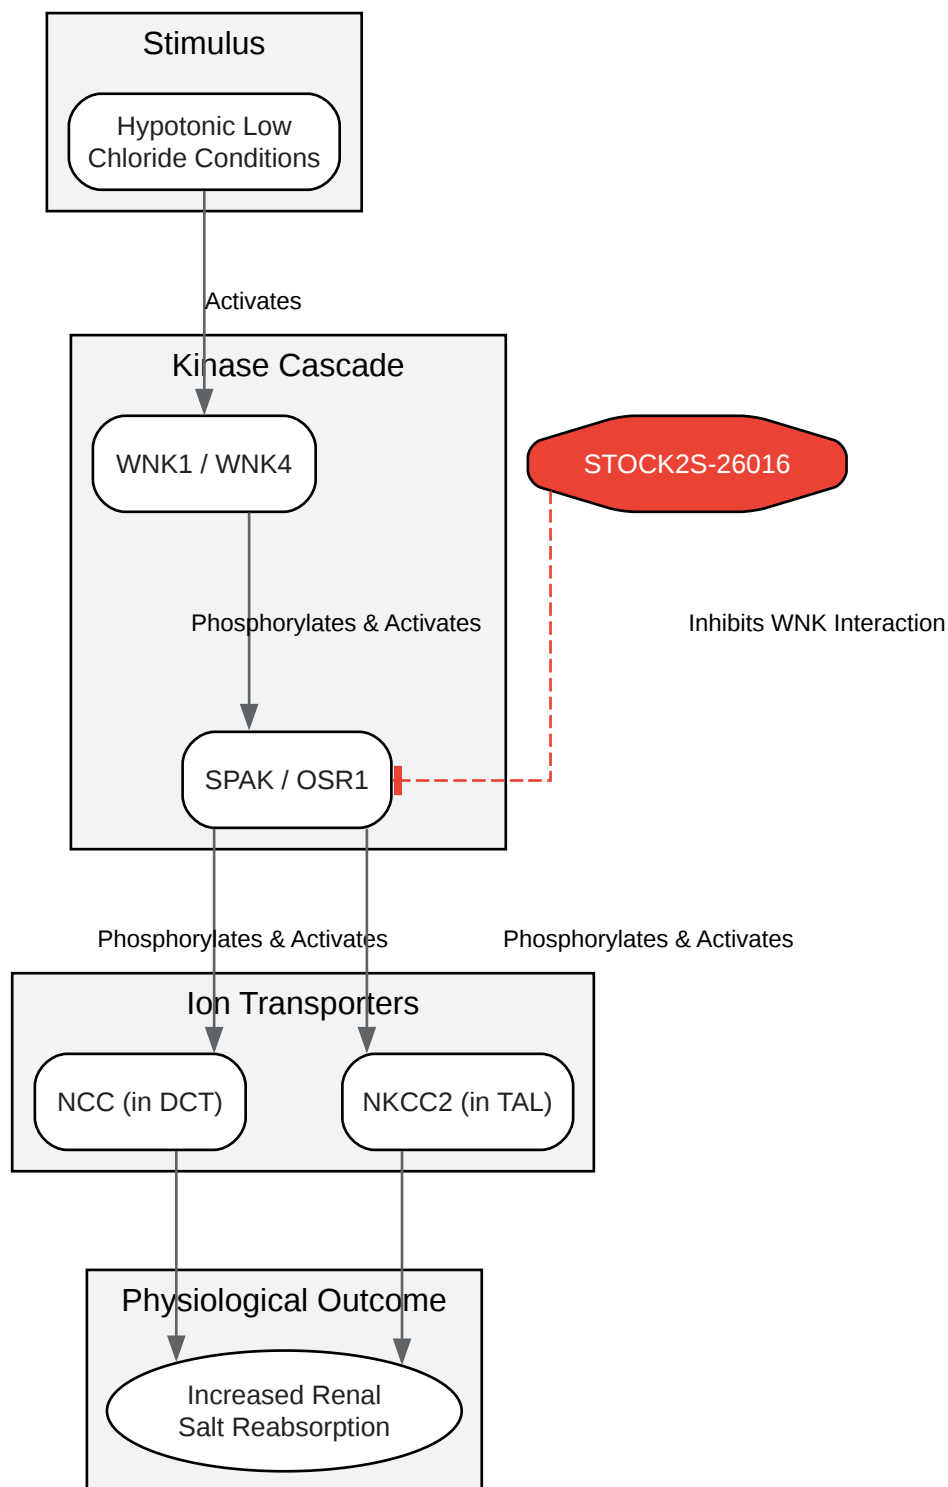 Stimulus
Hypotonic Low
Chloride Conditions
Activates
Kinase Cascade
WNK1 / WNK4
STOCK2S-26016
Phosphorylates & Activates
Inhibits WNK Interaction
SPAK / OSR1
Phosphorylates & Activates
Phosphorylates & Activates
Ion Transporters
NCC (in DCT)
NKCC2 (in TAL)
Physiological Outcome
Increased Renal
Salt Reabsorption